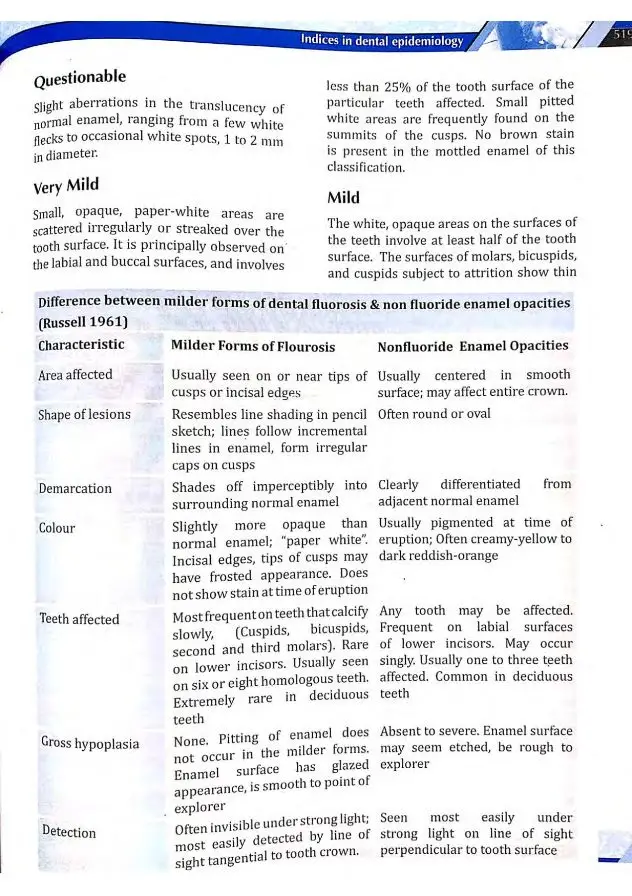 Indices in dental epidemiology
519
Questionable
Slight aberrations in the translucency of
normal enamel, ranging from a few white
flecks to occasional white spots, 1 to 2 mm
in diameter.
Very Mild
Small, opaque, paper-white areas are
scattered irregularly or streaked over the
tooth surface. It is principally observed on
the labial and buccal surfaces, and involves
less than 25% of the tooth surface of the
particular teeth affected. Small pitted
white areas are frequently found on the
summits of the cusps. No brown stain
is present in the mottled enamel of this
classification.
Mild
The white, opaque areas on the surfaces of
the teeth involve at least half of the tooth
surface. The surfaces of molars, bicuspids,
and cuspids subject to attrition show thin
Difference between milder forms of dental fluorosis & non fluoride enamel opacities
(Russell 1961)
Characteristic
Milder Forms of Flourosis
Nonfluoride Enamel Opacities
Area affected
Usually seen on or near tips of
cusps or incisal edges
Usually centered in smooth
surface; may affect entire crown.
Shape of lesions
Resembles line shading in pencil
sketch; lines follow incremental
lines in enamel, form irregular
caps on cusps
Often round or oval
Demarcation
Shades off imperceptibly into
surrounding normal enamel
Clearly differentiated from
adjacent normal enamel
Colour
Slightly more opaque than
normal enamel; "paper white".
Incisal edges, tips of cusps may
have frosted appearance. Does
not show stain at time of eruption
Usually pigmented at time of
eruption; Often creamy-yellow to
dark reddish-orange
Teeth affected
Most frequent on teeth that calcify
slowly, (Cuspids, bicuspids,
second and third molars). Rare
on lower incisors. Usually seen
on six or eight homologous teeth.
Extremely rare in deciduous
teeth
Any tooth may be affected.
Frequent on labial surfaces
of lower incisors. May occur
singly. Usually one to three teeth
affected. Common in deciduous
teeth
Gross hypoplasia
None. Pitting of enamel does
not occur in the milder forms.
Enamel surface has glazed
appearance, is smooth to point of
explorer
Absent to severe. Enamel surface
may seem etched, be rough to
explorer
Detection
Often invisible under strong light;
most easily detected by line of
sight tangential to tooth crown.
Seen most easily under
strong light on line of sight
perpendicular to tooth surface